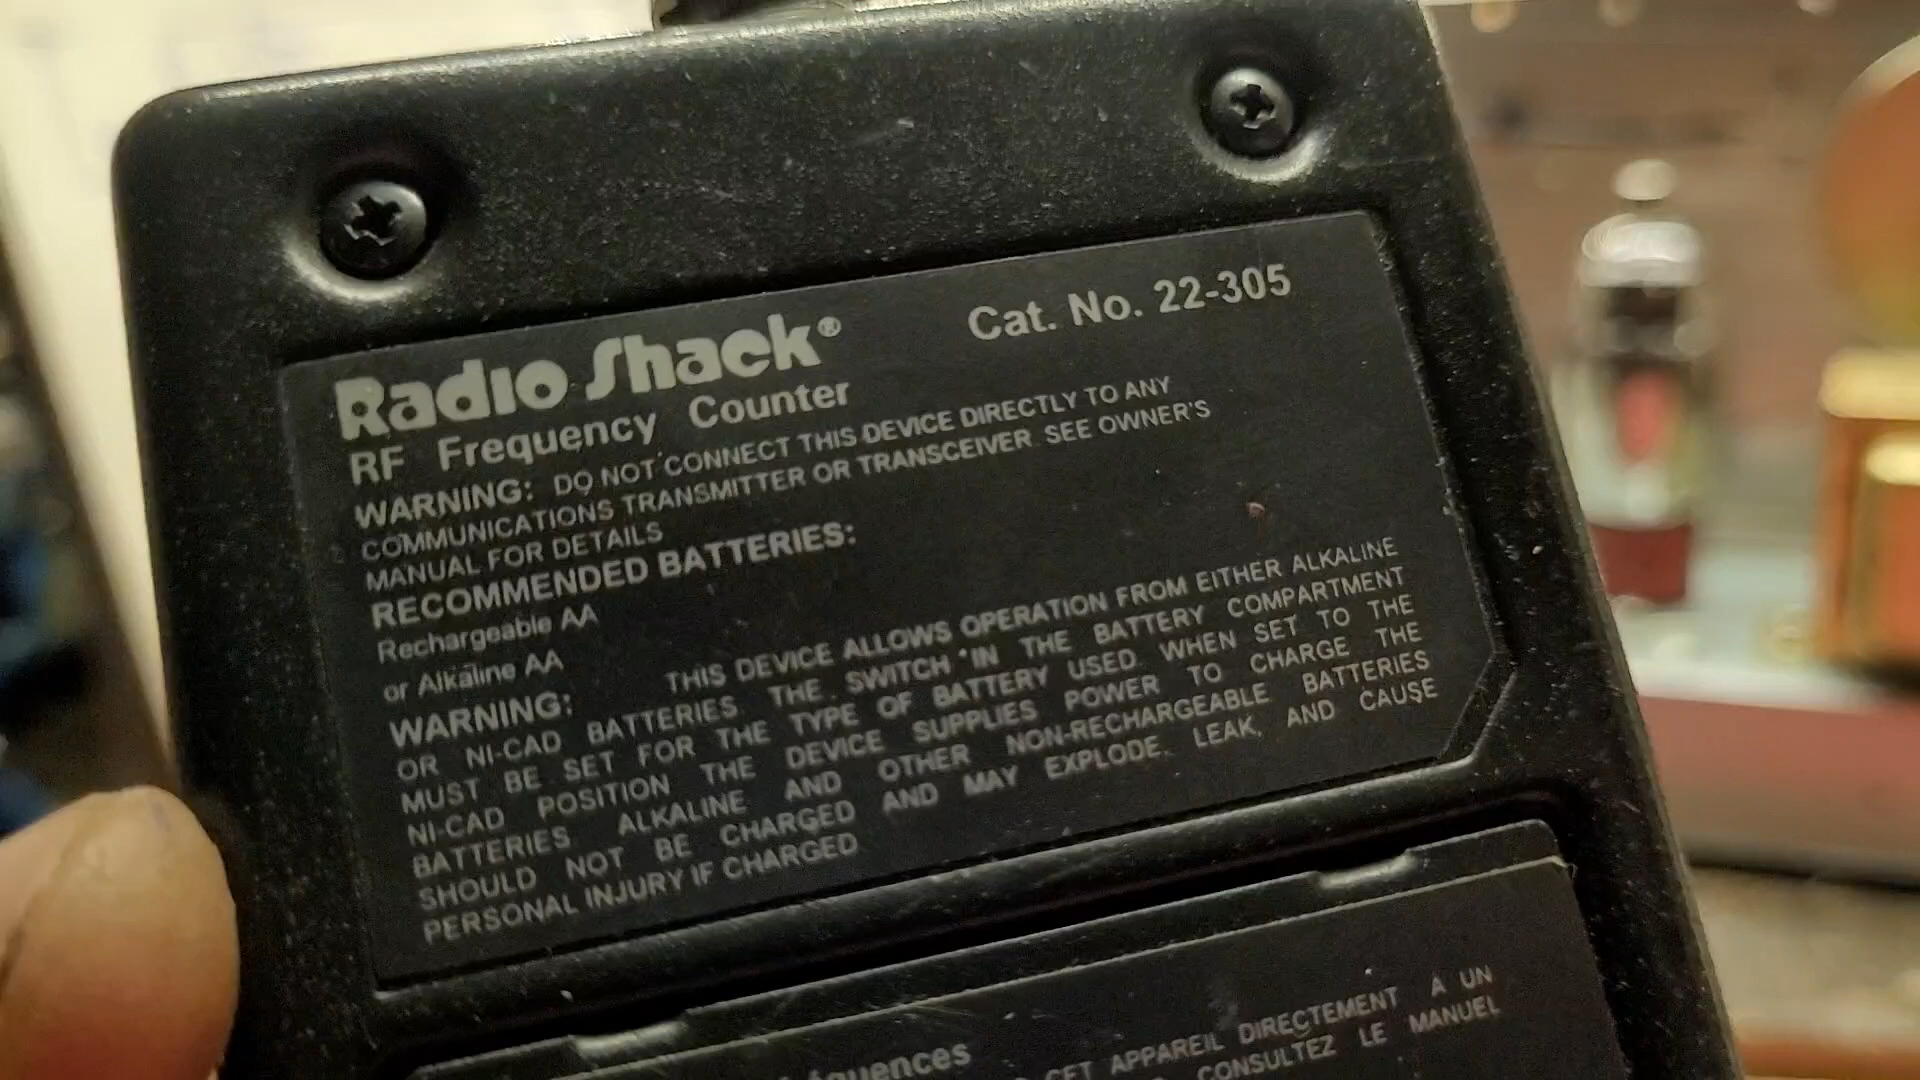 Radio Shack®
Cat. No. 22-305
RF Frequency Counter
WARNING: DO NOT CONNECT THIS DEVICE DIRECTLY TO ANY
COMMUNICATIONS TRANSMITTER OR TRANSCEIVER. SEE OWNER'S
MANUAL FOR DETAILS
RECOMMENDED BATTERIES:
Rechargeable AA
or Alkaline AA
WARNING: THIS DEVICE ALLOWS OPERATION FROM EITHER ALKALINE
OR NI-CAD BATTERIES. THE SWITCH IN THE BATTERY COMPARTMENT
MUST BE SET FOR THE TYPE OF BATTERY USED. WHEN SET TO THE
NI-CAD POSITION THE DEVICE SUPPLIES POWER TO CHARGE THE
BATTERIES. ALKALINE AND OTHER NON-RECHARGEABLE BATTERIES
SHOULD NOT BE CHARGED AND MAY EXPLODE, LEAK, AND CAUSE
PERSONAL INJURY IF CHARGED
CET APPAREIL DIRECTEMENT À UN
CONSULTEZ LE MANUEL